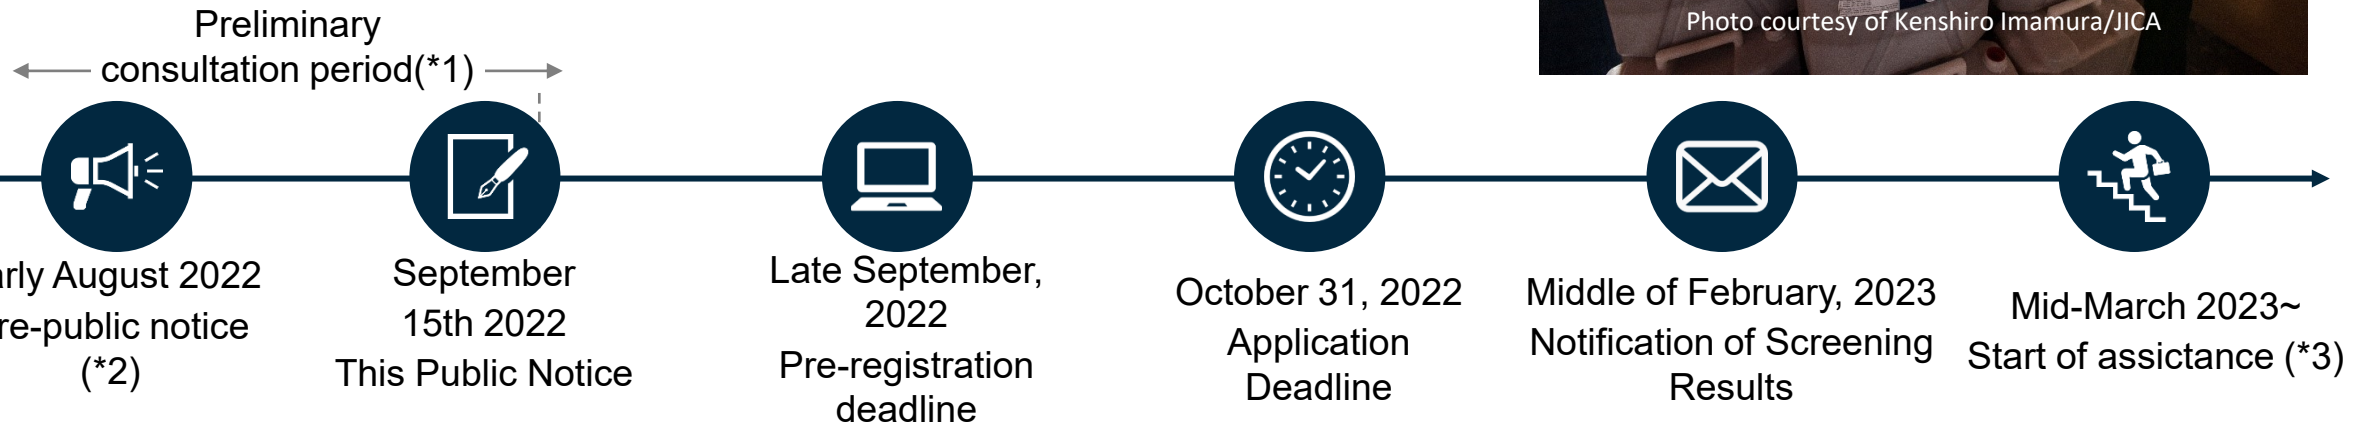 Preliminary
consultation period(*1)
Photo courtesy of Kenshiro Imamura/JICA
arly August 2022
re-public notice
(*2)
September
15th 2022
This Public Notice
Late September,
2022
Pre-registration
deadline
October 31, 2022
Application
Deadline
Middle of February, 2023
Notification of Screening
Results
Mid-March 2023~
Start of assictance (*3)